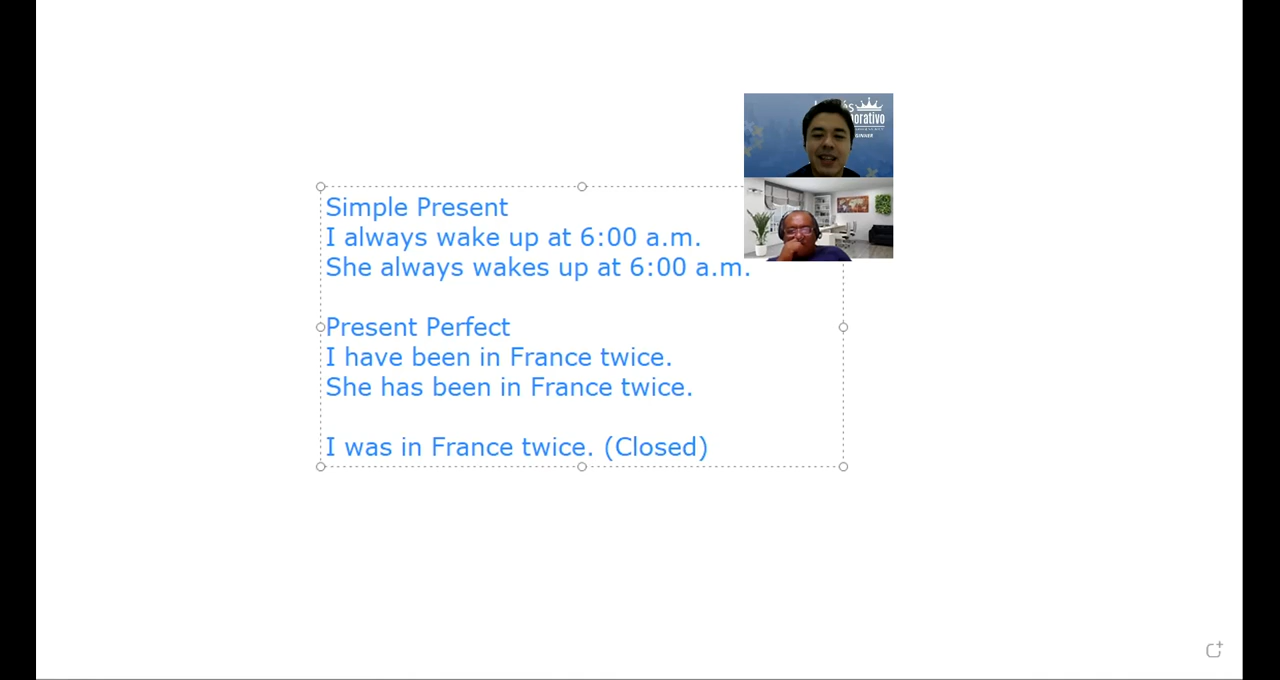 Simple Present
I always wake up at 6:00 a.m.
She always wakes up at 6:00 a.m.
Present Perfect
I have been in France twice.
She has been in France twice.
I was in France twice. (Closed)